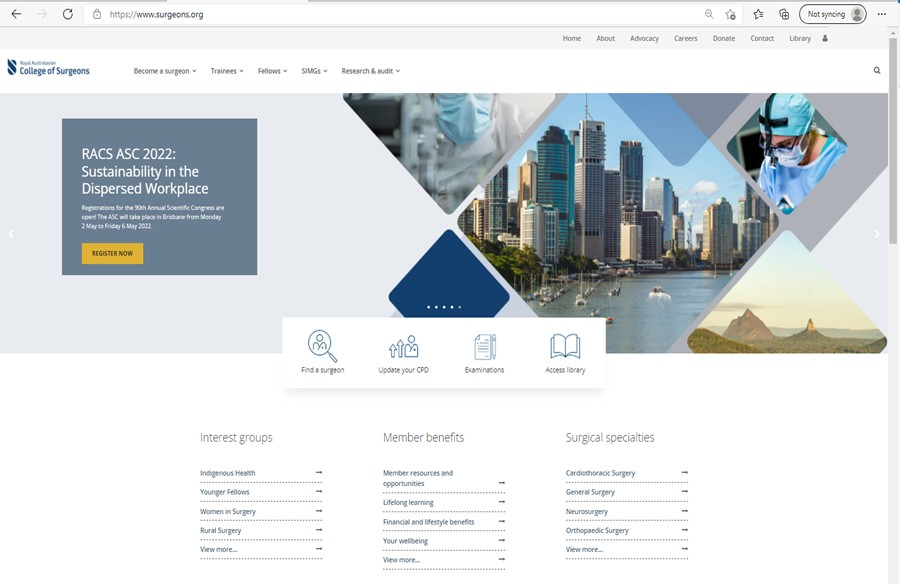 https://www.surgeons.org
Not syncing
Home About Advocacy Careers Donate Contact Library
Royal Australasian
College of Surgeons
Become a surgeon Trainees Fellows SIMGs Research & audit
RACS ASC 2022:
Sustainability in the
Dispersed Workplace
Registrations for the 90th Annual Scientific Congress are
open! The ASC will take place in Brisbane from Monday
2 May to Friday 6 May 2022.
REGISTER NOW
Find a surgeon Update your CPD Examinations Access library
Interest groups
Indigenous Health
Younger Fellows
Women in Surgery
Rural Surgery
View more...
Member benefits
Member resources and
opportunities
Lifelong learning
Financial and lifestyle benefits
Your wellbeing
View more...
Surgical specialties
Cardiothoracic Surgery
General Surgery
Neurosurgery
Orthopaedic Surgery
View more...